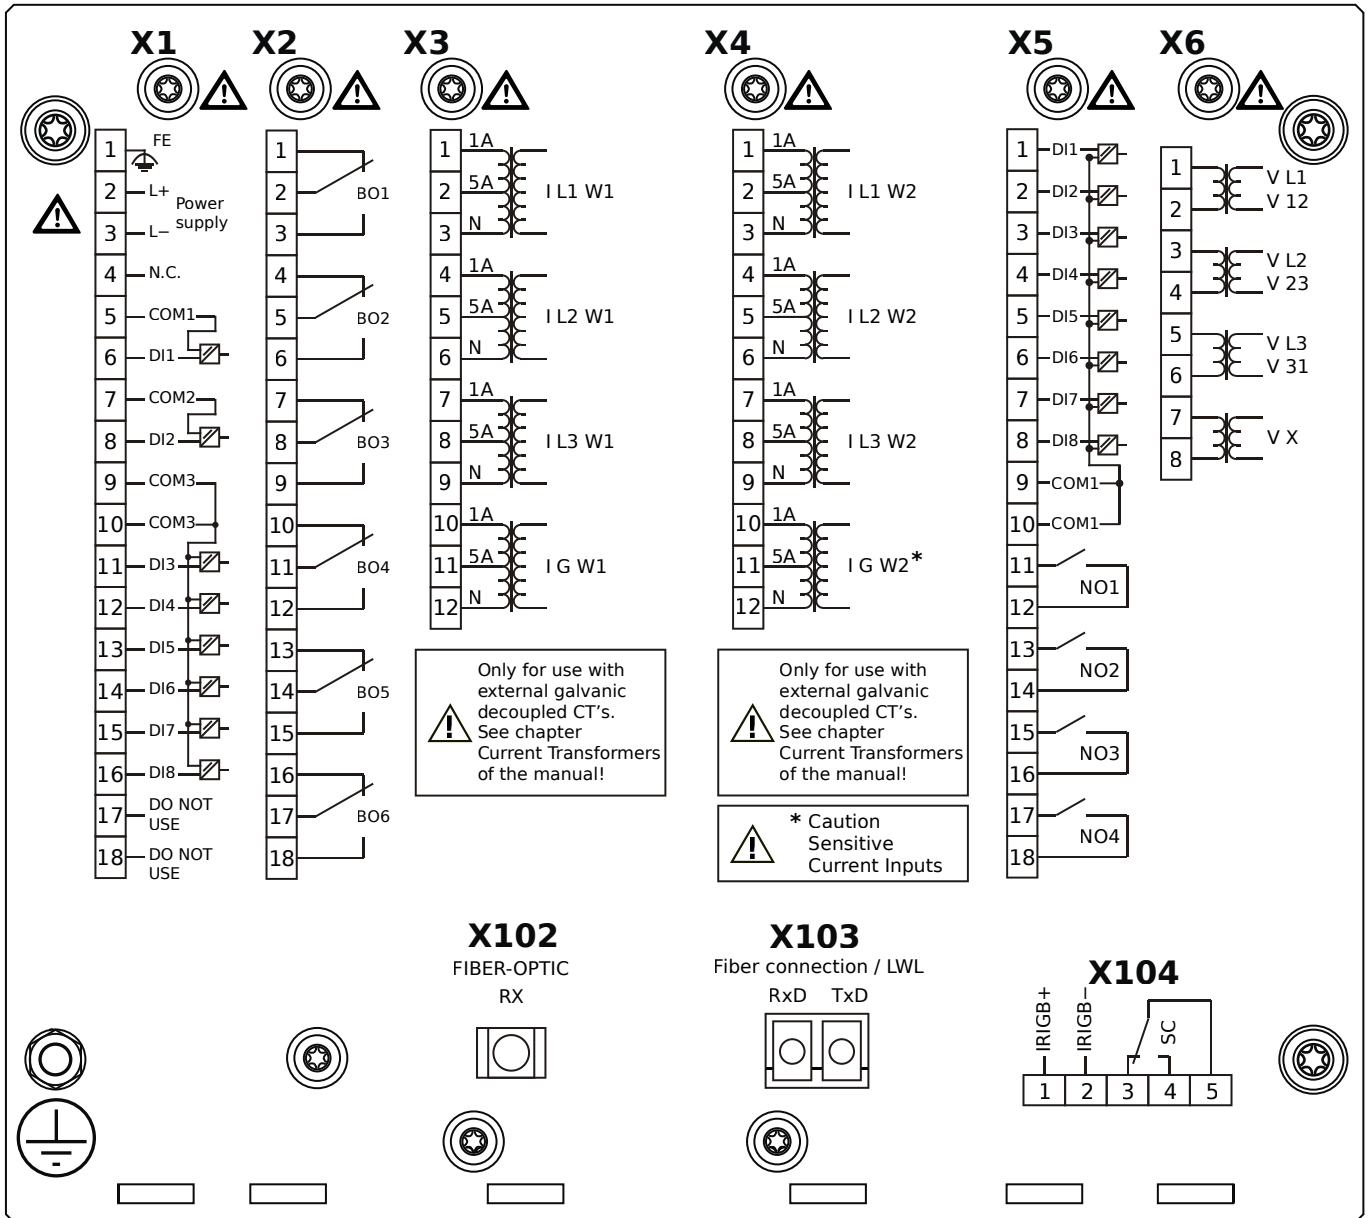 X1
X2
X3
X4
X5
X6
1 FE
2 L+
Power
supply
3 L−
4 N.C.
5 COM1
6 DI1
7 COM2
8 DI2
9 COM3
10 COM3
11 DI3
12 DI4
13 DI5
14 DI6
15 DI7
16 DI8
17 DO NOT
USE
18 DO NOT
USE
1
2 BO1
3
4
5 BO2
6
7
8 BO3
9
10
11 BO4
12
13
14 BO5
15
16
17 BO6
18
1 1A
2 5A I L1 W1
3 N
4 1A
5 5A I L2 W1
6 N
7 1A
8 5A I L3 W1
9 N
10 1A
11 5A I G W1
12 N
Only for use with
external galvanic
decoupled CT's.
See chapter
Current Transformers
of the manual!
1 1A
2 5A I L1 W2
3 N
4 1A
5 5A I L2 W2
6 N
7 1A
8 5A I L3 W2
9 N
10 1A
11 5A I G W2*
12 N
Only for use with
external galvanic
decoupled CT's.
See chapter
Current Transformers
of the manual!
* Caution
Sensitive
Current Inputs
1 DI1
2 DI2
3 DI3
4 DI4
5 DI5
6 DI6
7 DI7
8 DI8
9 COM1
10 COM1
11
NO1
12
13
NO2
14
15
NO3
16
17
NO4
18
1
V L1
V 12
2
3
V L2
V 23
4
5
V L3
V 31
6
7
V X
8
X102
FIBER-OPTIC
RX
X103
Fiber connection / LWL
RxD TxD
X104
IRIGB+
IRIGB−
SC
1 2 3 4 5